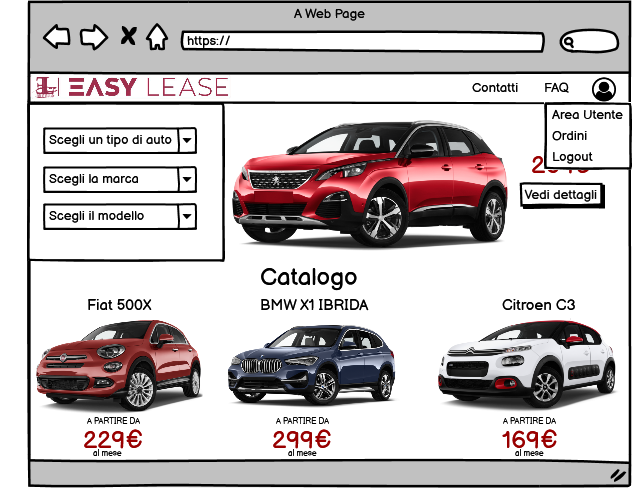 A Web Page
https://
EASY LEASE
Contatti
FAQ
Area Utente
Ordini
Logout
Scegli un tipo di auto
Scegli la marca
Scegli il modello
Vedi dettagli
Catalogo
Fiat 500X
BMW X1 IBRIDA
Citroen C3
A PARTIRE DA
229€
al mese
A PARTIRE DA
299€
al mese
A PARTIRE DA
169€
al mese